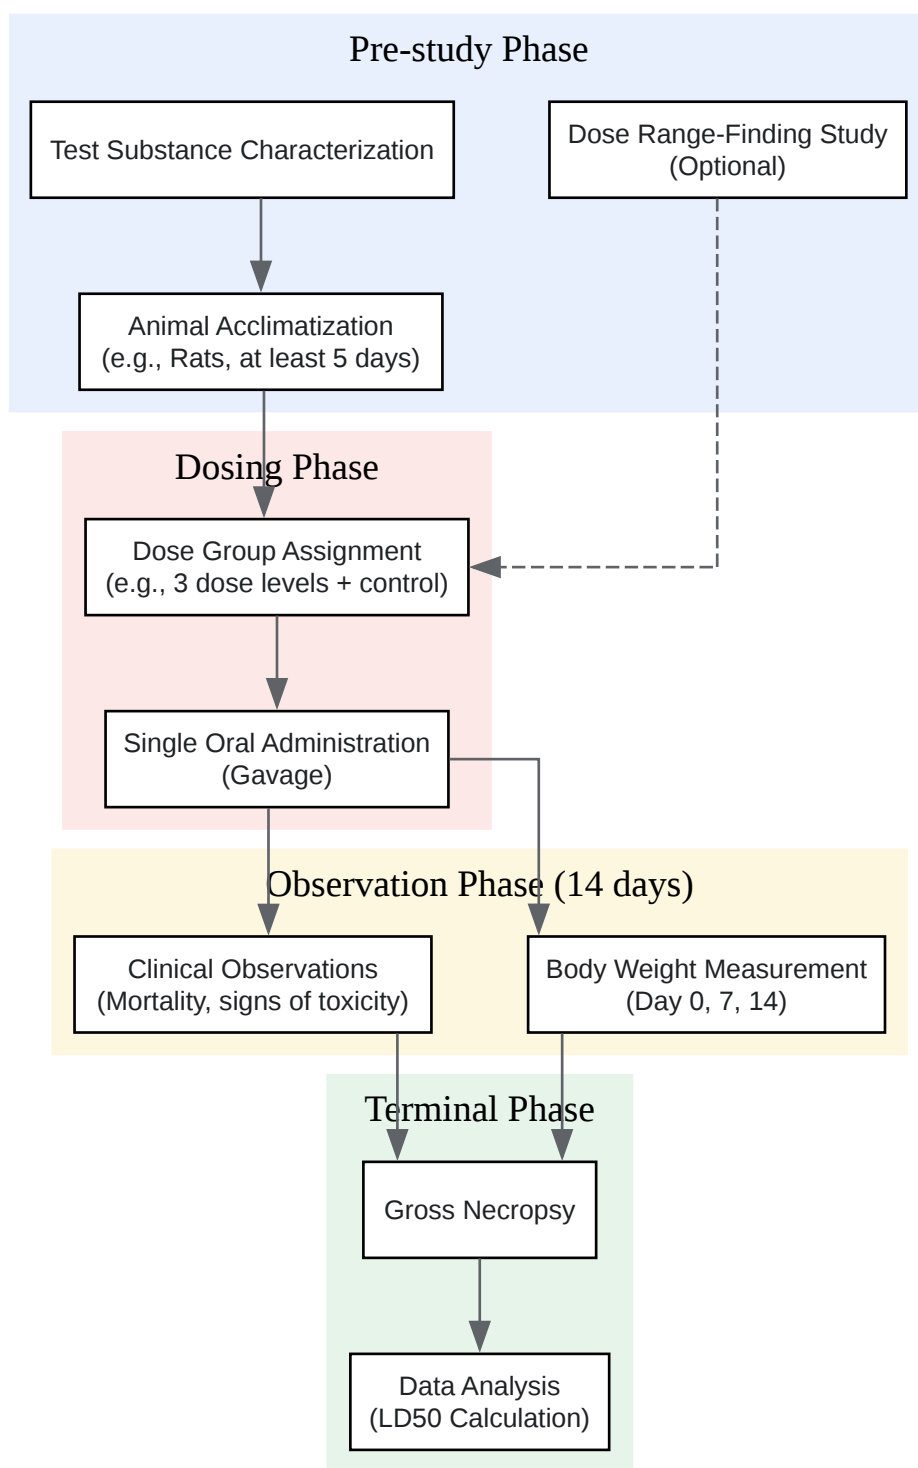 Pre-study Phase
Test Substance Characterization
Dose Range-Finding Study
(Optional)
Animal Acclimatization
(e.g., Rats, at least 5 days)
Dosing Phase
Dose Group Assignment
(e.g., 3 dose levels + control)
Single Oral Administration
(Gavage)
Observation Phase (14 days)
Clinical Observations
(Mortality, signs of toxicity)
Body Weight Measurement
(Day 0, 7, 14)
Terminal Phase
Gross Necropsy
Data Analysis
(LD50 Calculation)